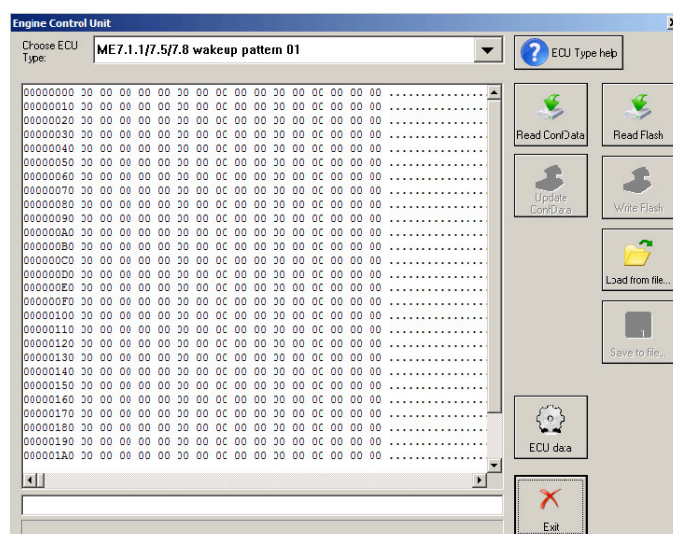 Engine Control Unit
Choose ECU Type:
ME7.1.1/7.5/7.8 wakeup pattern 01
ECU Type help
00000000 00 00 00 00 00 00 00 00 00 00 00 00 00 00 00 00 ................
00000010 00 00 00 00 00 00 00 00 00 00 00 00 00 00 00 00 ................
00000020 00 00 00 00 00 00 00 00 00 00 00 00 00 00 00 00 ................
00000030 00 00 00 00 00 00 00 00 00 00 00 00 00 00 00 00 ................
00000040 00 00 00 00 00 00 00 00 00 00 00 00 00 00 00 00 ................
00000050 00 00 00 00 00 00 00 00 00 00 00 00 00 00 00 00 ................
00000060 00 00 00 00 00 00 00 00 00 00 00 00 00 00 00 00 ................
00000070 00 00 00 00 00 00 00 00 00 00 00 00 00 00 00 00 ................
00000080 00 00 00 00 00 00 00 00 00 00 00 00 00 00 00 00 ................
00000090 00 00 00 00 00 00 00 00 00 00 00 00 00 00 00 00 ................
000000A0 00 00 00 00 00 00 00 00 00 00 00 00 00 00 00 00 ................
000000B0 00 00 00 00 00 00 00 00 00 00 00 00 00 00 00 00 ................
000000C0 00 00 00 00 00 00 00 00 00 00 00 00 00 00 00 00 ................
000000D0 00 00 00 00 00 00 00 00 00 00 00 00 00 00 00 00 ................
000000E0 00 00 00 00 00 00 00 00 00 00 00 00 00 00 00 00 ................
000000F0 00 00 00 00 00 00 00 00 00 00 00 00 00 00 00 00 ................
00000100 00 00 00 00 00 00 00 00 00 00 00 00 00 00 00 00 ................
00000110 00 00 00 00 00 00 00 00 00 00 00 00 00 00 00 00 ................
00000120 00 00 00 00 00 00 00 00 00 00 00 00 00 00 00 00 ................
00000130 00 00 00 00 00 00 00 00 00 00 00 00 00 00 00 00 ................
00000140 00 00 00 00 00 00 00 00 00 00 00 00 00 00 00 00 ................
00000150 00 00 00 00 00 00 00 00 00 00 00 00 00 00 00 00 ................
00000160 00 00 00 00 00 00 00 00 00 00 00 00 00 00 00 00 ................
00000170 00 00 00 00 00 00 00 00 00 00 00 00 00 00 00 00 ................
00000180 00 00 00 00 00 00 00 00 00 00 00 00 00 00 00 00 ................
00000190 00 00 00 00 00 00 00 00 00 00 00 00 00 00 00 00 ................
000001A0 00 00 00 00 00 00 00 00 00 00 00 00 00 00 00 00 ................
Read ConfData
Read Flash
Update
ConfData
Write Flash
Load from file...
Save to file...
ECU data
Exit